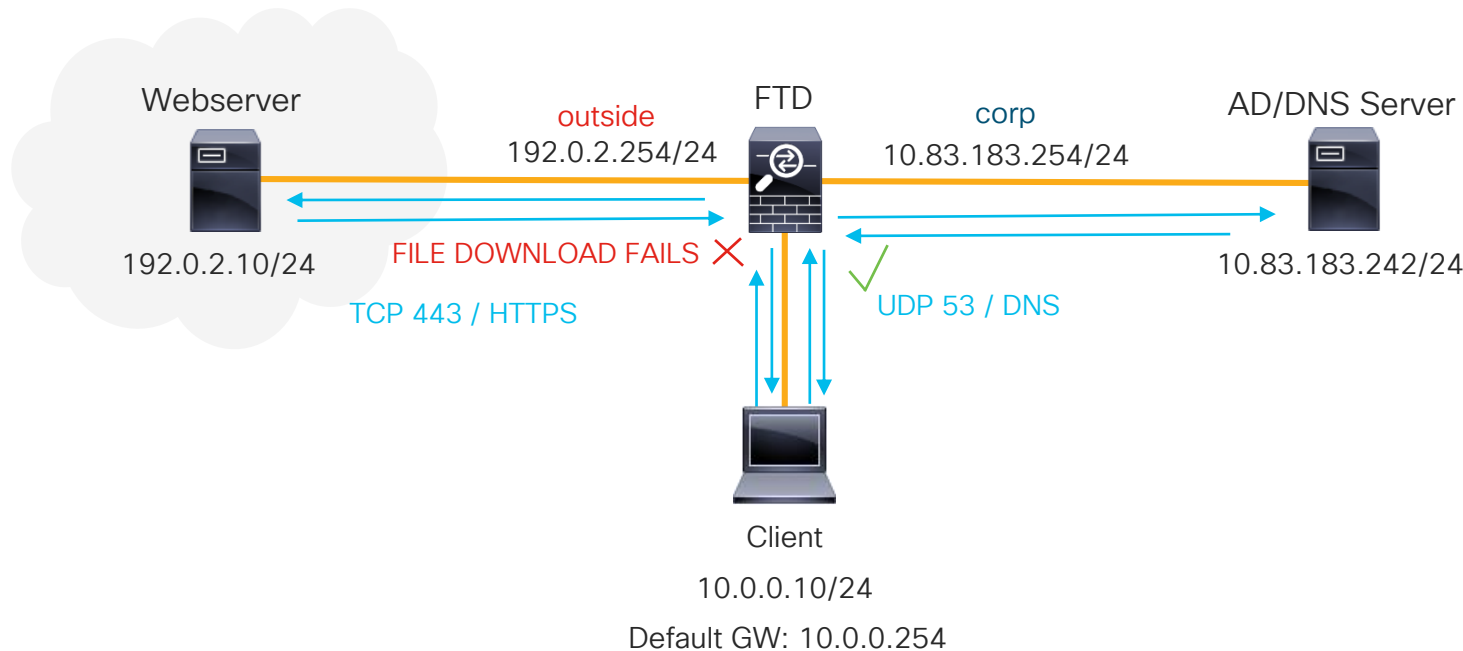 Webserver
outside
192.0.2.254/24
FTD
corp
10.83.183.254/24
AD/DNS Server
192.0.2.10/24
FILE DOWNLOAD FAILS
TCP 443 / HTTPS
UDP 53 / DNS
10.83.183.242/24
Client
10.0.0.10/24
Default GW: 10.0.0.254